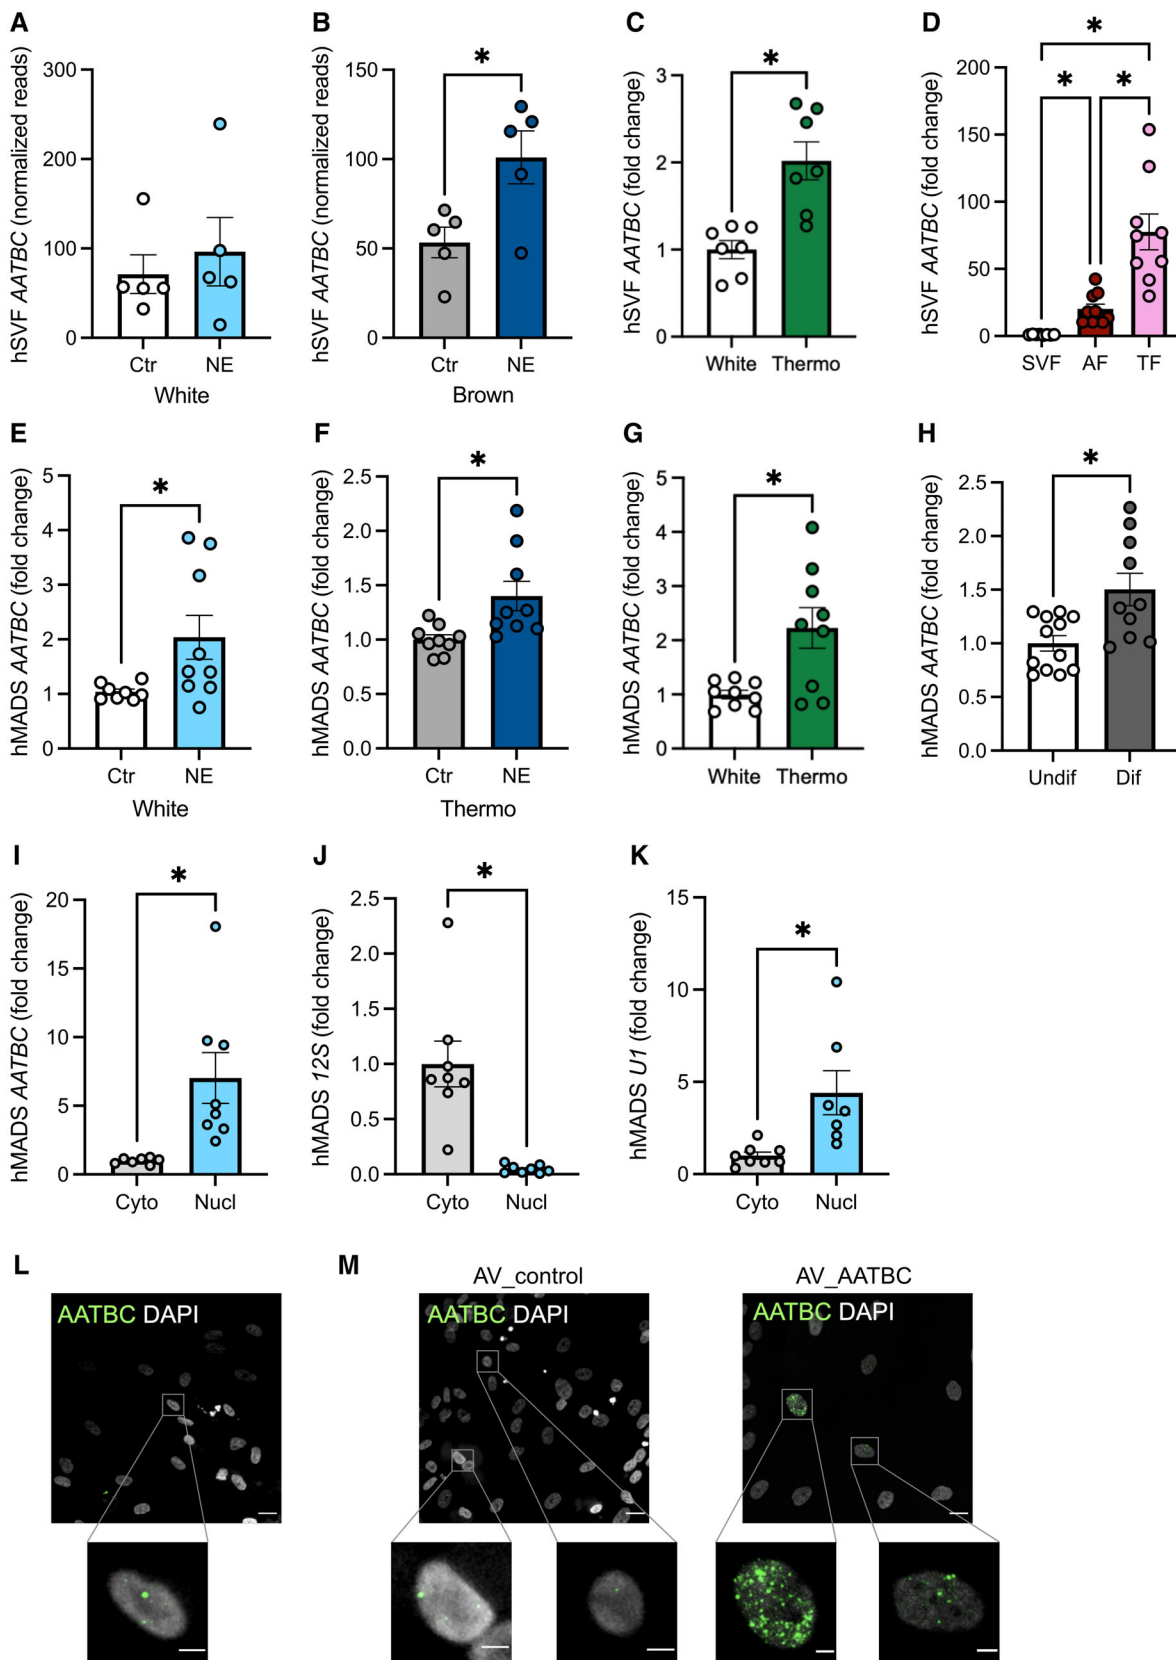 A
hSVF AATBC (normalized reads)
300
200
100
0
Ctr NE
White
B
hSVF AATBC (normalized reads)
150
100
50
0
*
Ctr NE
Brown
C
hSVF AATBC (fold change)
3
2
1
0
*
White Thermo
D
hSVF AATBC (fold change)
200
150
100
50
0
*
* *
SVF AF TF
E
hMADS AATBC (fold change)
5
4
3
2
1
0
*
Ctr NE
White
F
hMADS AATBC (fold change)
2.5
2.0
1.5
1.0
0.5
0.0
*
Ctr NE
Thermo
G
hMADS AATBC (fold change)
5
4
3
2
1
0
*
White Thermo
H
hMADS AATBC (fold change)
2.5
2.0
1.5
1.0
0.5
0.0
*
Undif Dif
I
hMADS AATBC (fold change)
20
15
10
5
0
*
Cyto Nucl
J
hMADS 12S (fold change)
2.5
2.0
1.5
1.0
0.5
0.0
*
Cyto Nucl
K
hMADS U1 (fold change)
15
10
5
0
*
Cyto Nucl
L
AATBC DAPI
M
AV_control
AATBC DAPI
AV_AATBC
AATBC DAPI